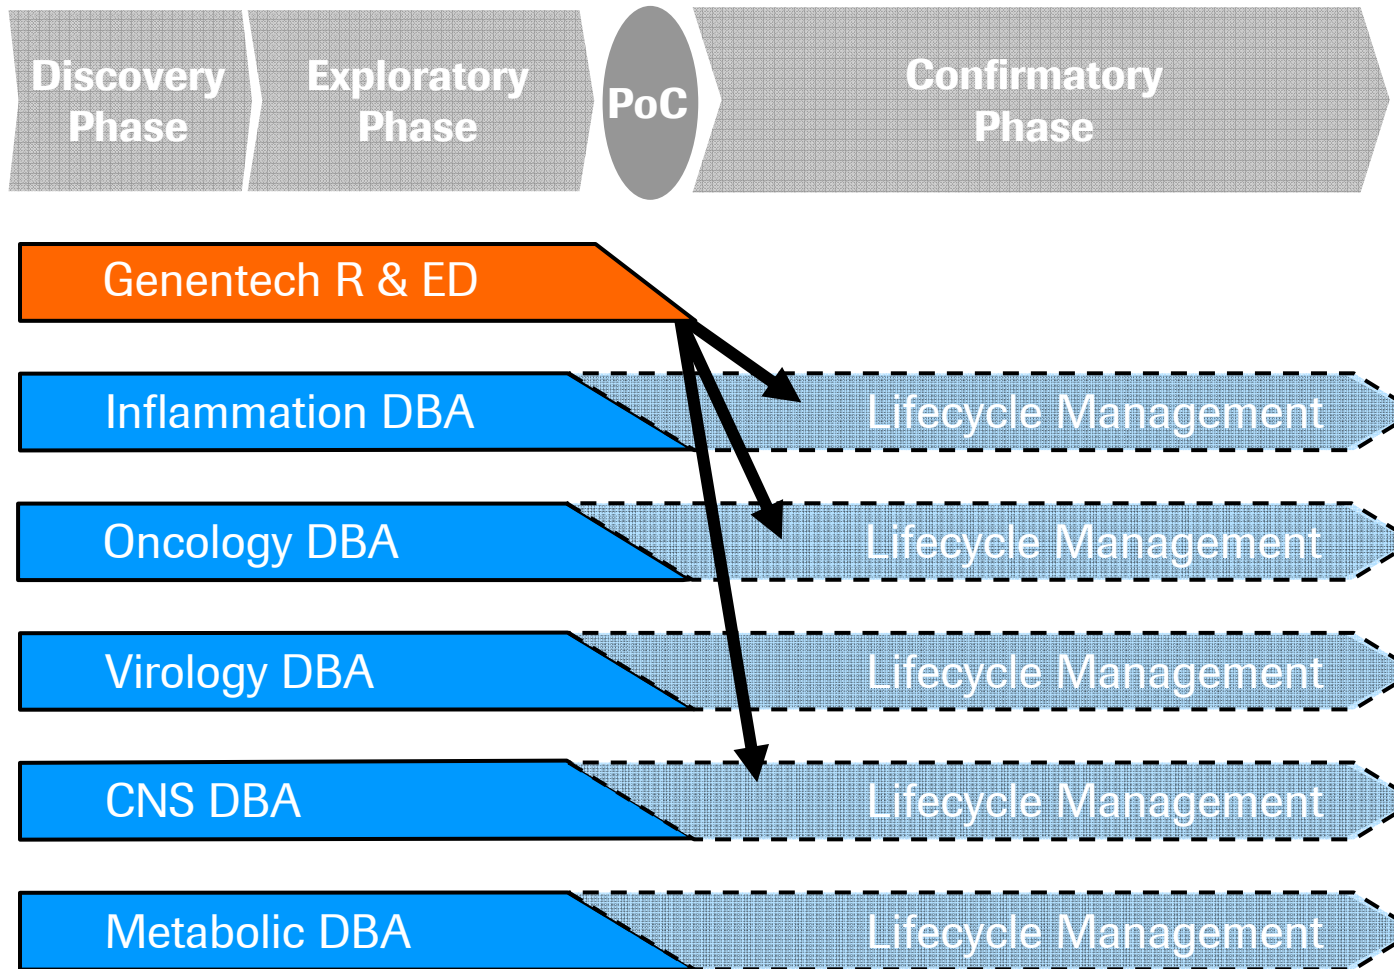 Discovery
Phase
Exploratory
Phase
PoC
Confirmatory
Phase
Genentech R & ED
Inflammation DBA
Lifecycle Management
Oncology DBA
Lifecycle Management
Virology DBA
Lifecycle Management
CNS DBA
Lifecycle Management
Metabolic DBA
Lifecycle Management